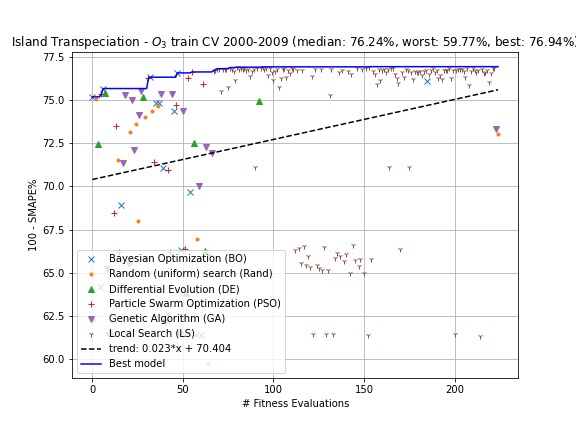 Island Transpeciation - O3 train CV 2000-2009 (median: 76.24%, worst: 59.77%, best: 76.94%)
77.5
75.0
72.5
70.0
67.5
65.0
62.5
60.0
100 - SMAPE%
Bayesian Optimization (BO)
Random (uniform) search (Rand)
Differential Evolution (DE)
Particle Swarm Optimization (PSO)
Genetic Algorithm (GA)
Local Search (LS)
trend: 0.023*x + 70.404
Best model
0 50 100 150 200
# Fitness Evaluations